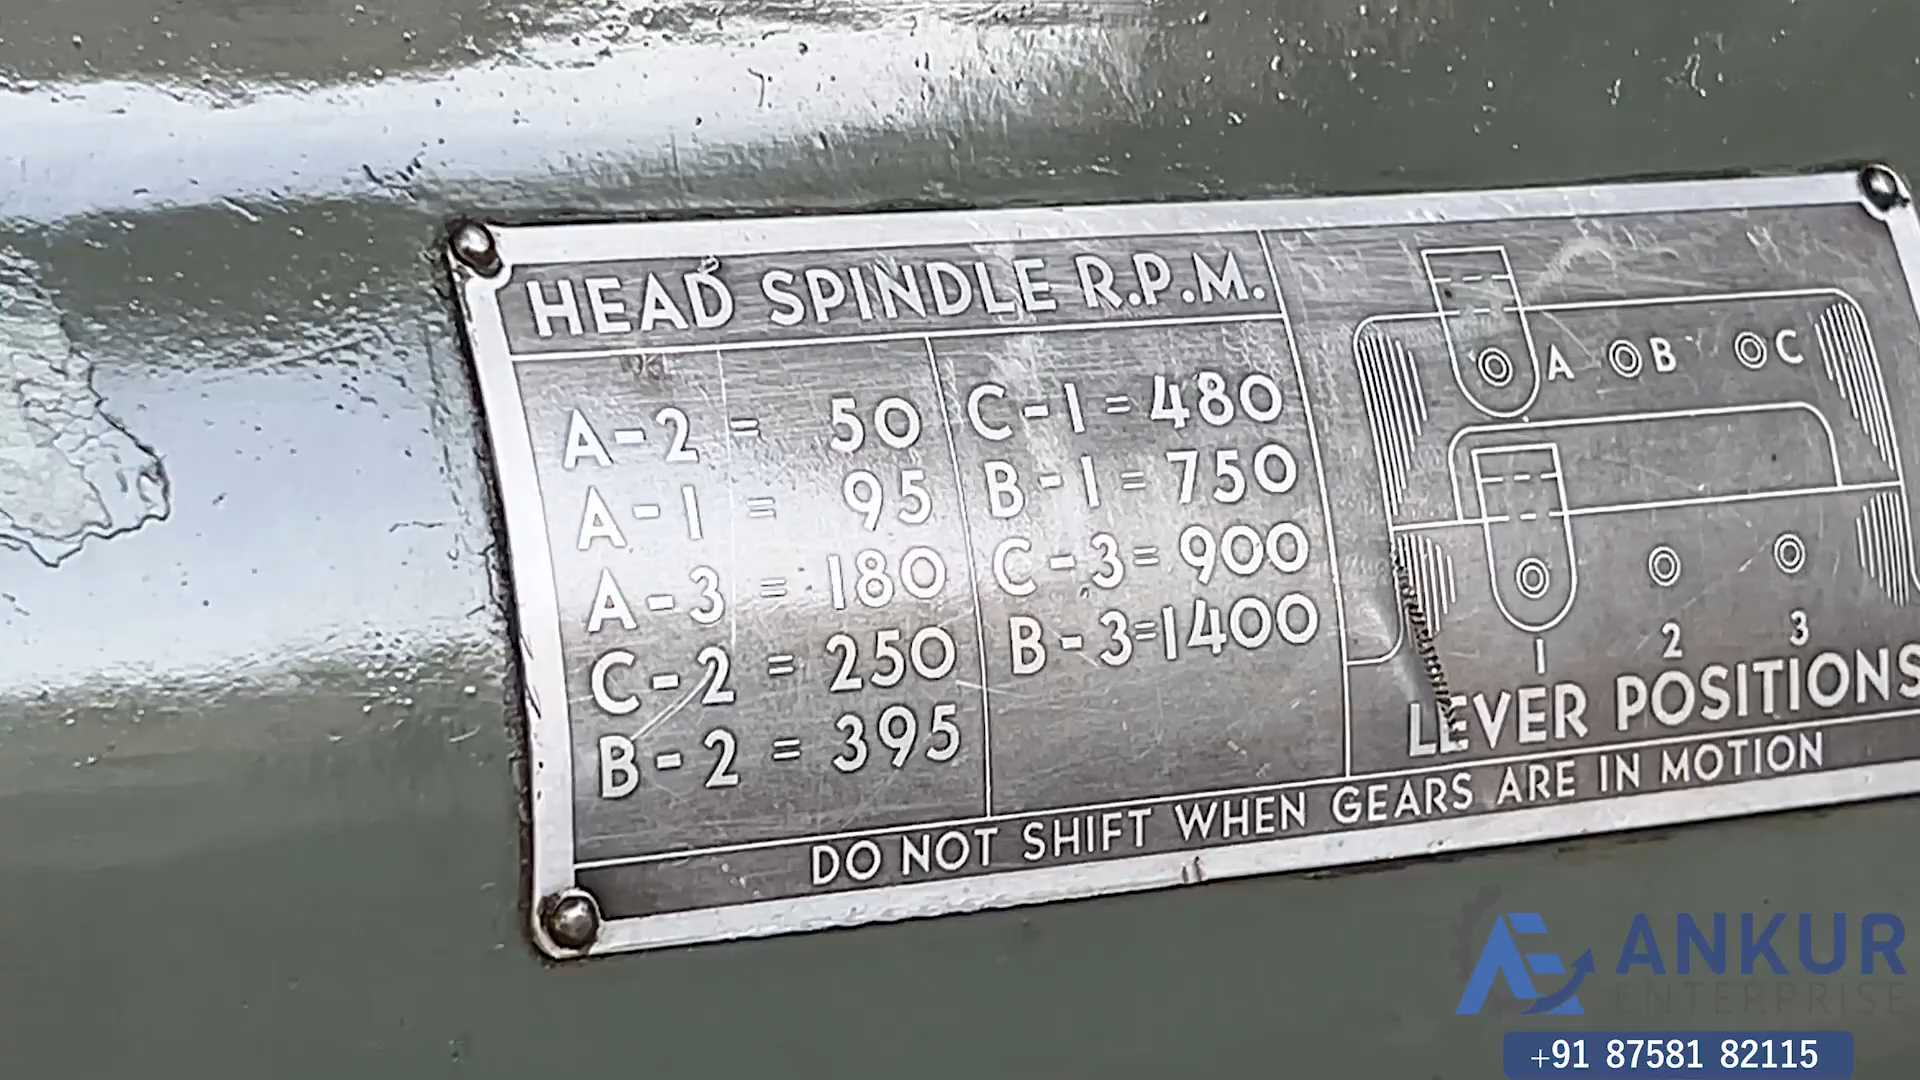 HEAD SPINDLE R.P.M.
A-2 = 50
A-1 = 95
A-3 = 180
C-2 = 250
B-2 = 395
C-1 = 480
B-1 = 750
C-3 = 900
B-3=1400
A B C
1 2 3
LEVER POSITIONS
DO NOT SHIFT WHEN GEARS ARE IN MOTION
AE ANKUR
ENTERPRISE
+91 87581 82115